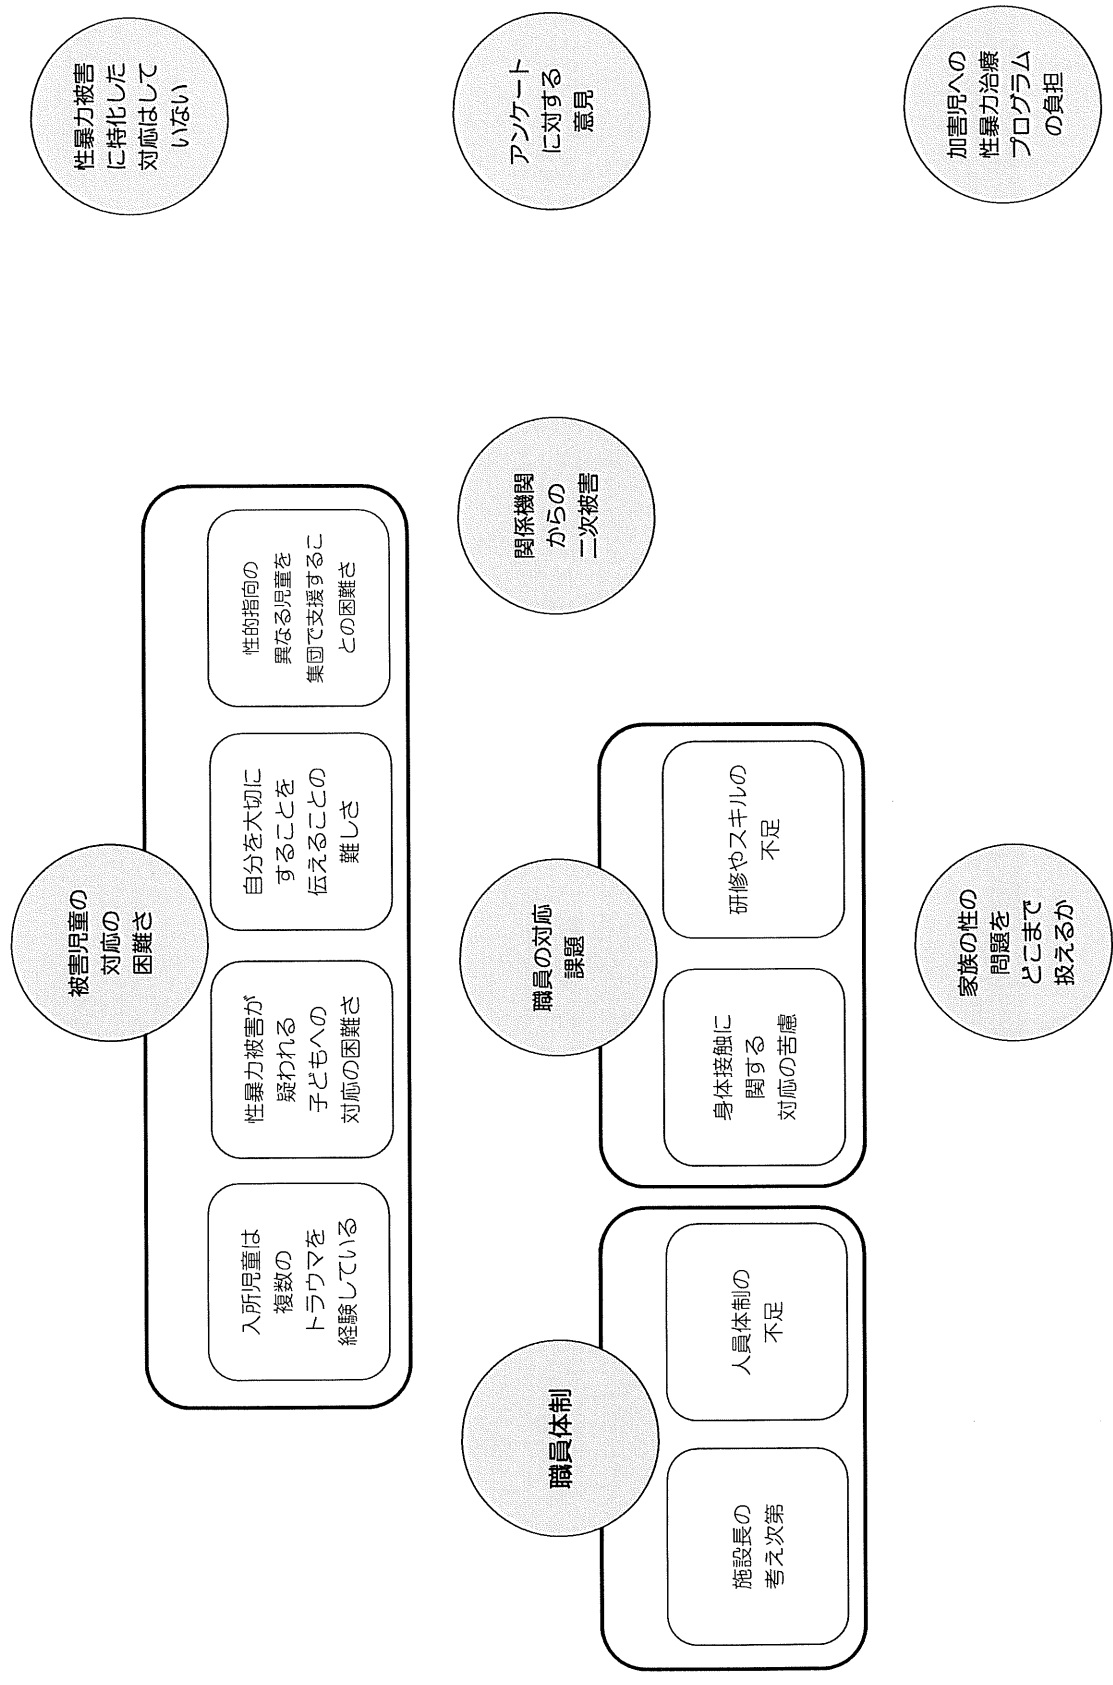 被害児童の
対応の
困難さ
入所児童は
複数の
トラウマを
経験している
性暴力被害が
疑われる
子どもへの
対応の困難さ
自分を大切に
することを
伝えることの
難しさ
性的指向の
異なる児童を
集団で支援するこ
との困難さ
性暴力被害
に特化した
対応はして
いない
職員体制
施設長の
考え次第
人員体制の
不足
職員の対応
課題
身体接触に
関する
対応の苦慮
研修やスキルの
不足
関係機関
からの
二次被害
アンケート
に対する
意見
家族の性の
問題を
どこまで
扱えるか
加害児への
性暴力治療
プログラム
の負担